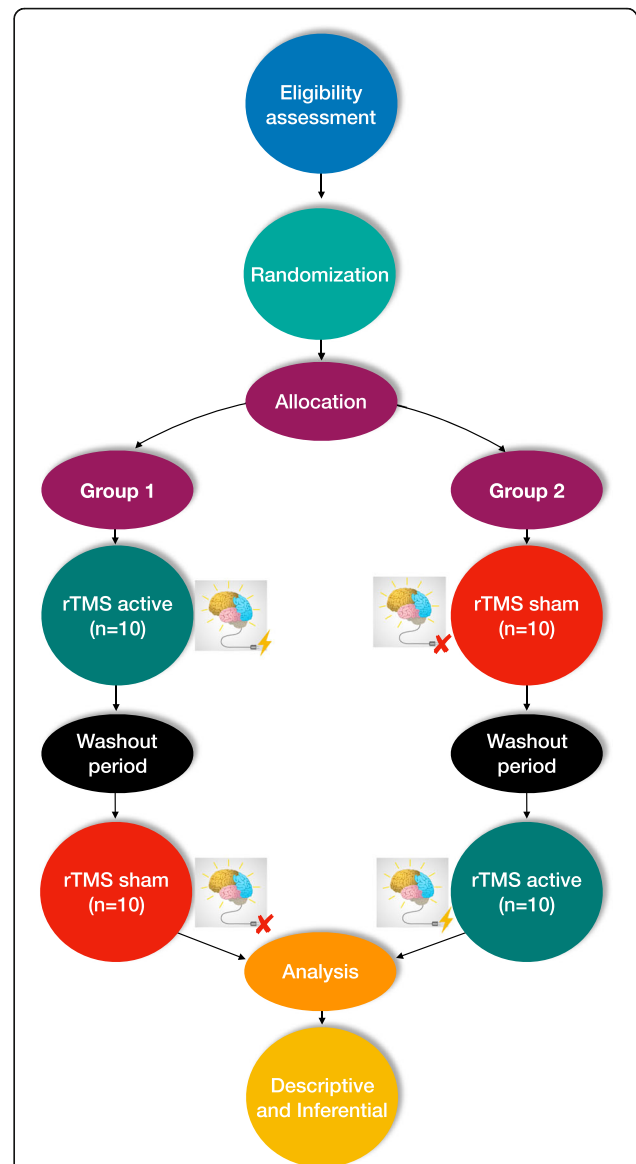 Eligibility
assessment
Randomization
Allocation
Group 1
Group 2
rTMS active
(n=10)
rTMS sham
(n=10)
Washout
period
Washout
period
rTMS sham
(n=10)
rTMS active
(n=10)
Analysis
Descriptive
and Inferential